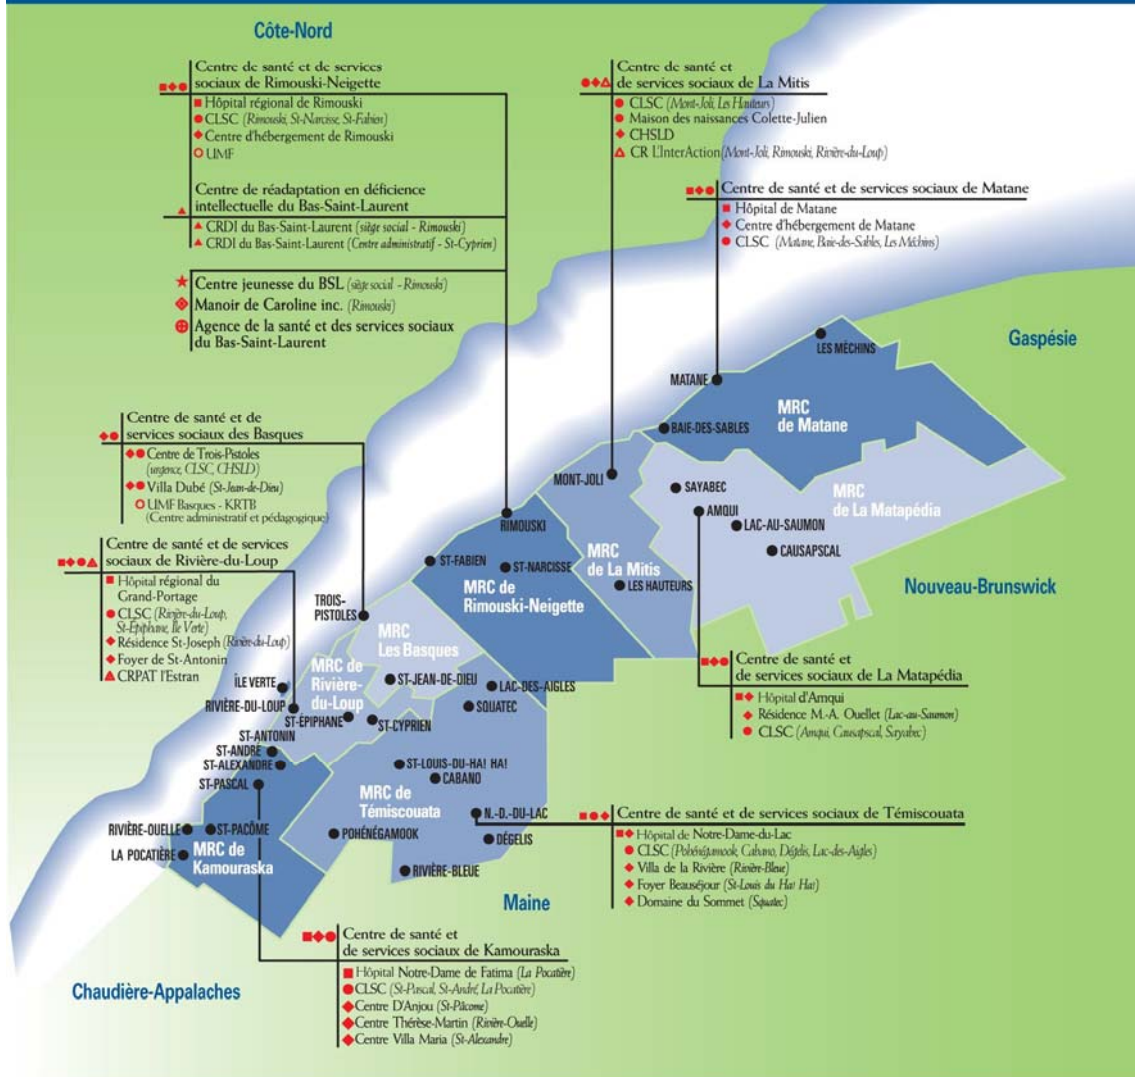 Côte-Nord
Centre de santé et de services
sociaux de Rimouski-Neigette
Hôpital régional de Rimouski
CLSC (Rimouski, St-Narcisse, St-Fabien)
Centre d'hébergement de Rimouski
UMF
Centre de réadaptation en déficience
intellectuelle du Bas-Saint-Laurent
CRDI du Bas-Saint-Laurent (siège social - Rimouski)
CRDI du Bas-Saint-Laurent (Centre administratif - St-Cyprien)
Centre jeunesse du BSL (siège social - Rimouski)
Manoir de Caroline inc. (Rimouski)
Agence de la santé et des services sociaux
du Bas-Saint-Laurent
Centre de santé et
de services sociaux de La Mitis
CLSC (Mont-Joli, Les Hauteurs)
Maison des naissances Colette-Julien
CHSLD
CR L'InterAction (Mont-Joli, Rimouski, Rivière-du-Loup)
Centre de santé et de services sociaux de Matane
Hôpital de Matane
Centre d'hébergement de Matane
CLSC (Matane, Baie-des-Sables, Les Méchins)
Gaspésie
LES MÉCHINS
MATANE
MRC
de Matane
BAIE-DES-SABLES
Centre de santé et de
services sociaux des Basques
Centre de Trois-Pistoles
(urgence, CLSC, CHSLD)
Villa Dubé (St-Jean-de-Dieu)
UMF Basques - KRTB
(Centre administratif et pédagogique)
MONT-JOLI
SAYABEC
AMQUI
MRC
de La Matapédia
LAC-AU-SAUMON
CAUSAPSCAL
RIMOUSKI
ST-FABIEN
ST-NARCISSE
MRC de
Rimouski-Neigette
MRC
de La Mitis
LES HAUTEURS
Nouveau-Brunswick
Centre de santé et de services
sociaux de Rivière-du-Loup
Hôpital régional du
Grand-Portage
CLSC (Rivière-du-Loup,
St-Épiphane, Île Verte)
Résidence St-Joseph (Rivière-du-Loup)
Foyer de St-Antonin
CRPAT l'Estran
TROIS-
PISTOLES
MRC
Les Basques
MRC de
Rivière-
du-Loup
ÎLE VERTE
ST-JEAN-DE-DIEU
LAC-DES-AIGLES
RIVIÈRE-DU-LOUP
SQUATEC
ST-ÉPIPHANE
ST-CYPRIEN
Centre de santé et
de services sociaux de La Matapédia
Hôpital d'Amqui
Résidence M.-A. Ouellet (Lac-au-Saumon)
CLSC (Amqui, Causapscal, Sayabec)
ST-ANTONIN
ST-ANDRÉ
ST-ALEXANDRE
ST-PASCAL
ST-LOUIS-DU-HA! HA!
CABANO
MRC de
Témiscouata
N.-D.-DU-LAC
RIVIÈRE-OUELLE
ST-PACÔME
POHÉNÉGAMOOK
DÉGELIS
LA POCATIÈRE
MRC de
Kamouraska
RIVIÈRE-BLEUE
Centre de santé et de services sociaux de Témiscouata
Hôpital de Notre-Dame-du-Lac
CLSC (Pohénégamook, Cabano, Dégelis, Lac-des-Aigles)
Villa de la Rivière (Rivière-Bleue)
Foyer Beauséjour (St-Louis du Ha! Ha!)
Domaine du Sommet (Squatec)
Maine
Centre de santé et
de services sociaux de Kamouraska
Hôpital Notre-Dame de Fatima (La Pocatière)
CLSC (St-Pascal, St-André, La Pocatière)
Centre D'Anjou (St-Pâcome)
Centre Thérèse-Martin (Rivière-Ouelle)
Centre Villa Maria (St-Alexandre)
Chaudière-Appalaches